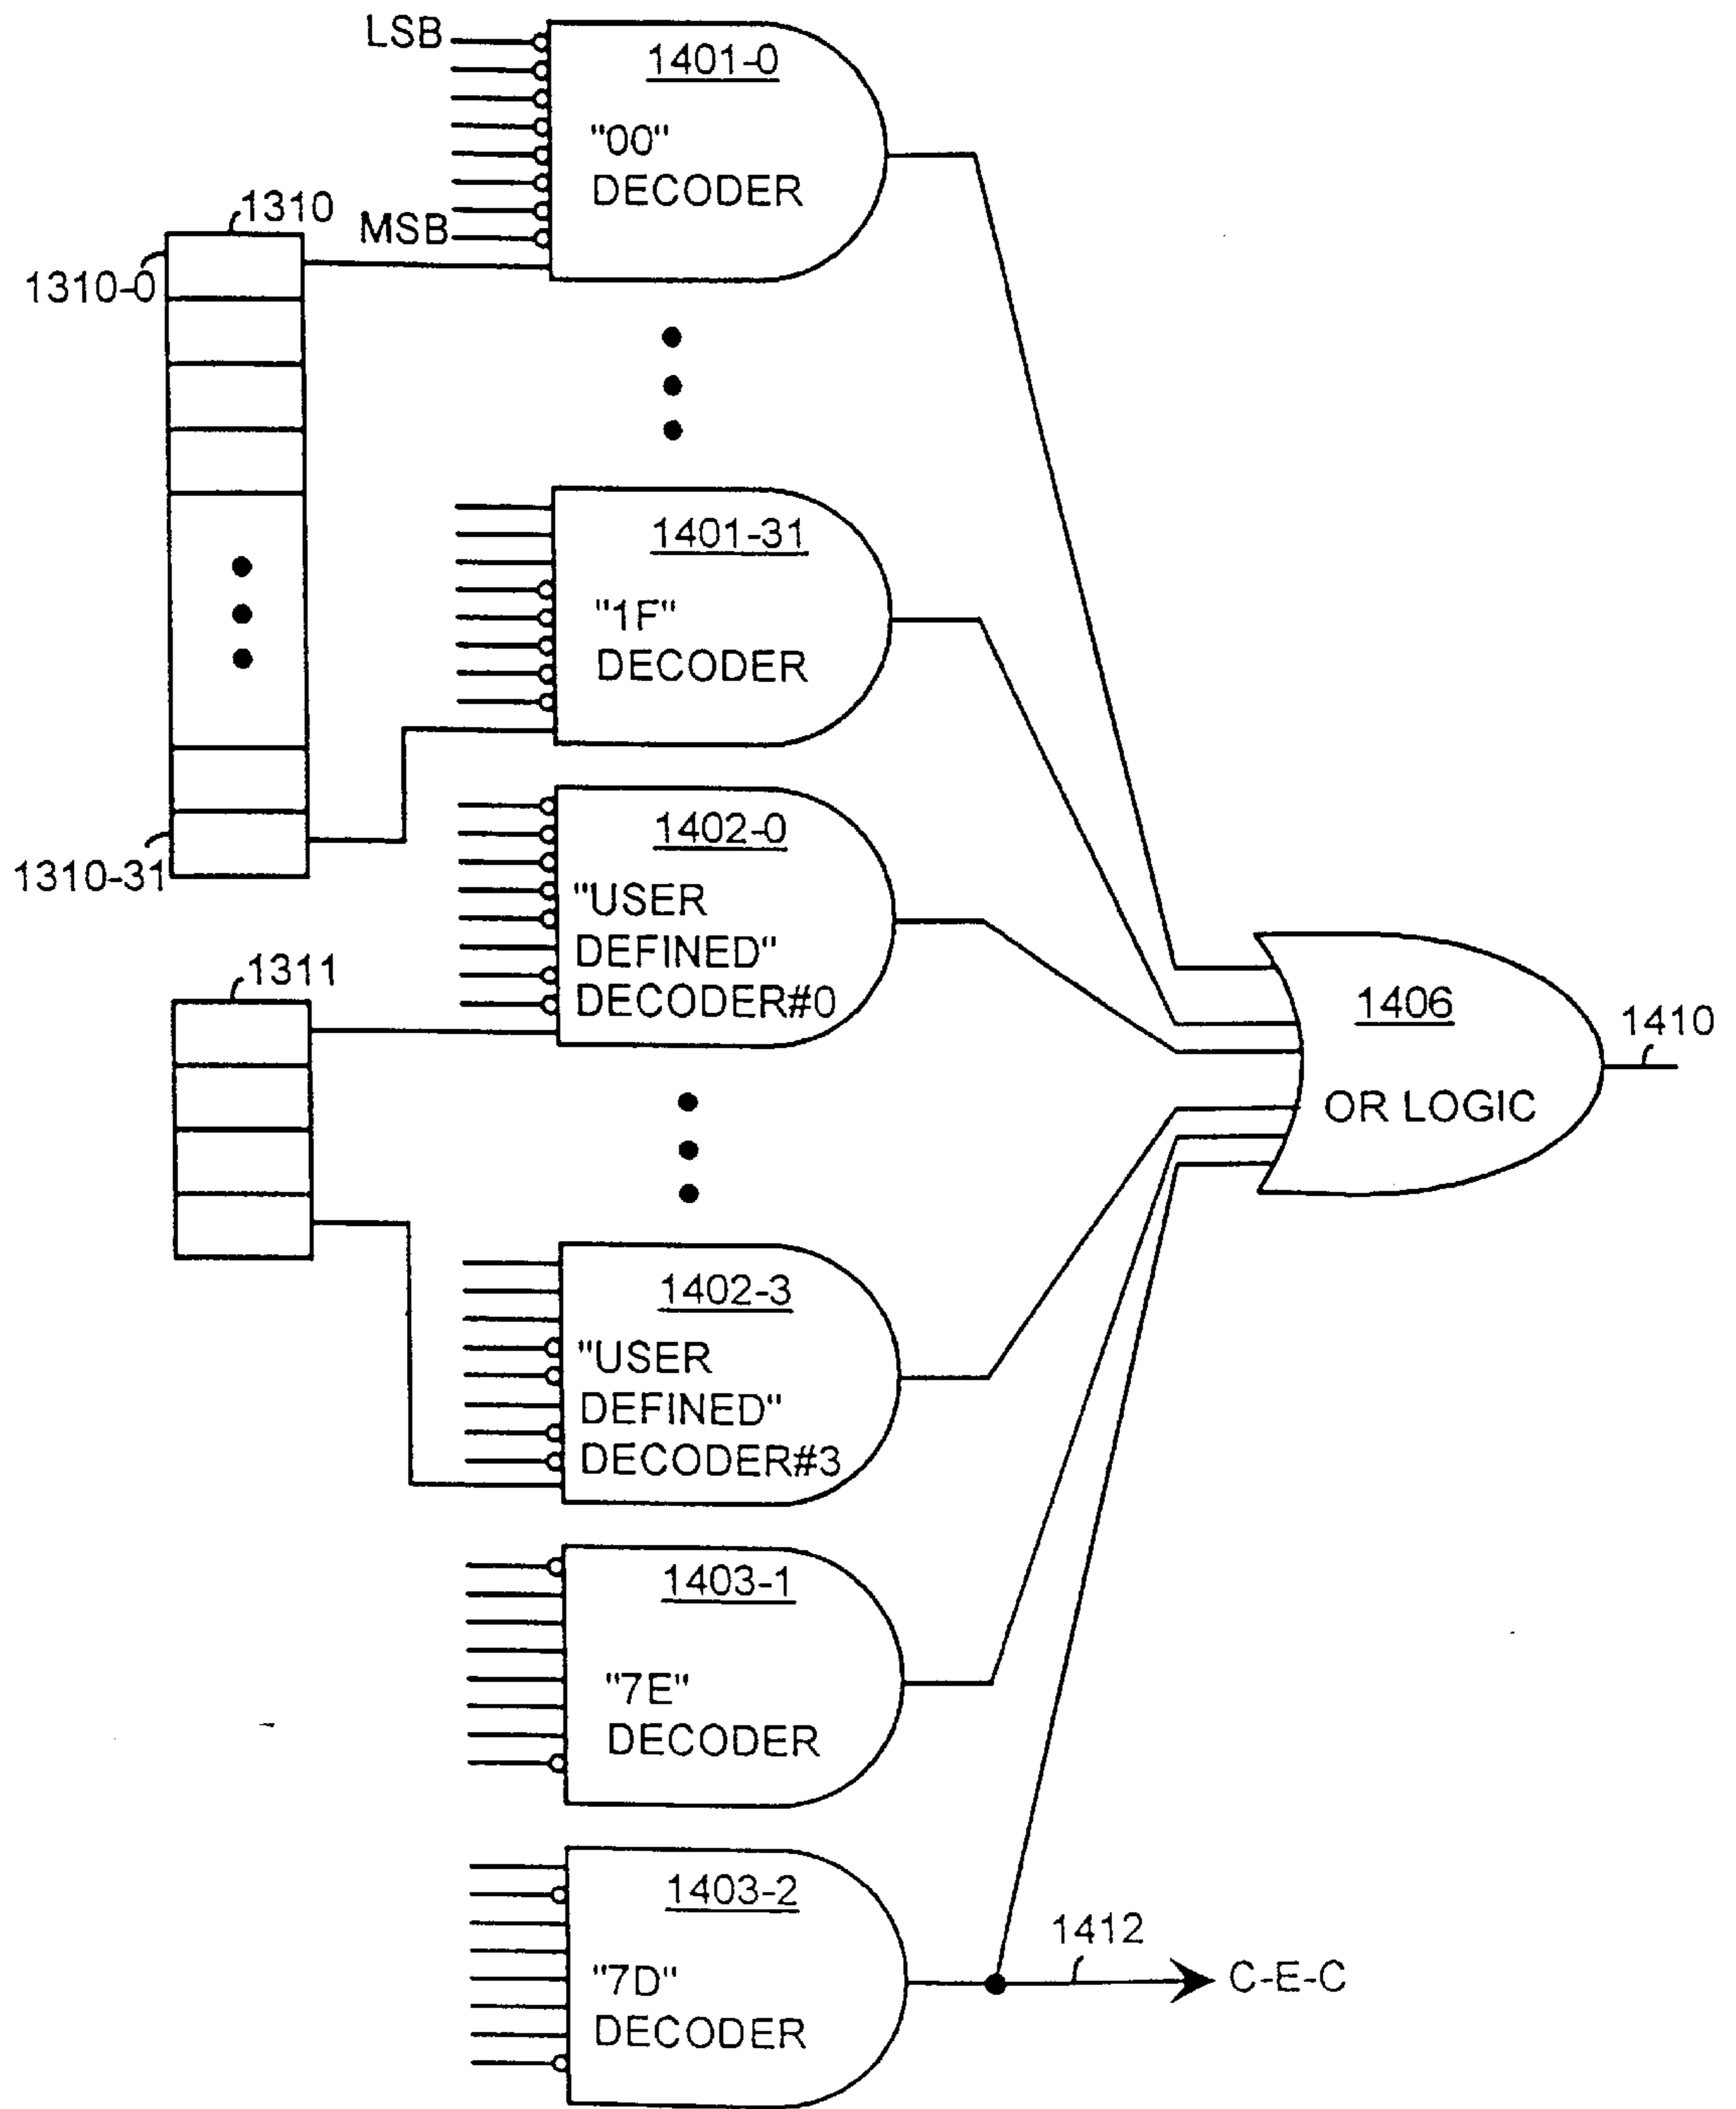 LSB
1401-0
"00"
DECODER
MSB
1310
1310-0
1401-31
"1F"
DECODER
1310-31
1402-0
"USER
DEFINED"
DECODER#0
1311
1406
OR LOGIC
1410
1402-3
"USER
DEFINED"
DECODER#3
1403-1
"7E"
DECODER
1403-2
"7D"
DECODER
1412
C-E-C